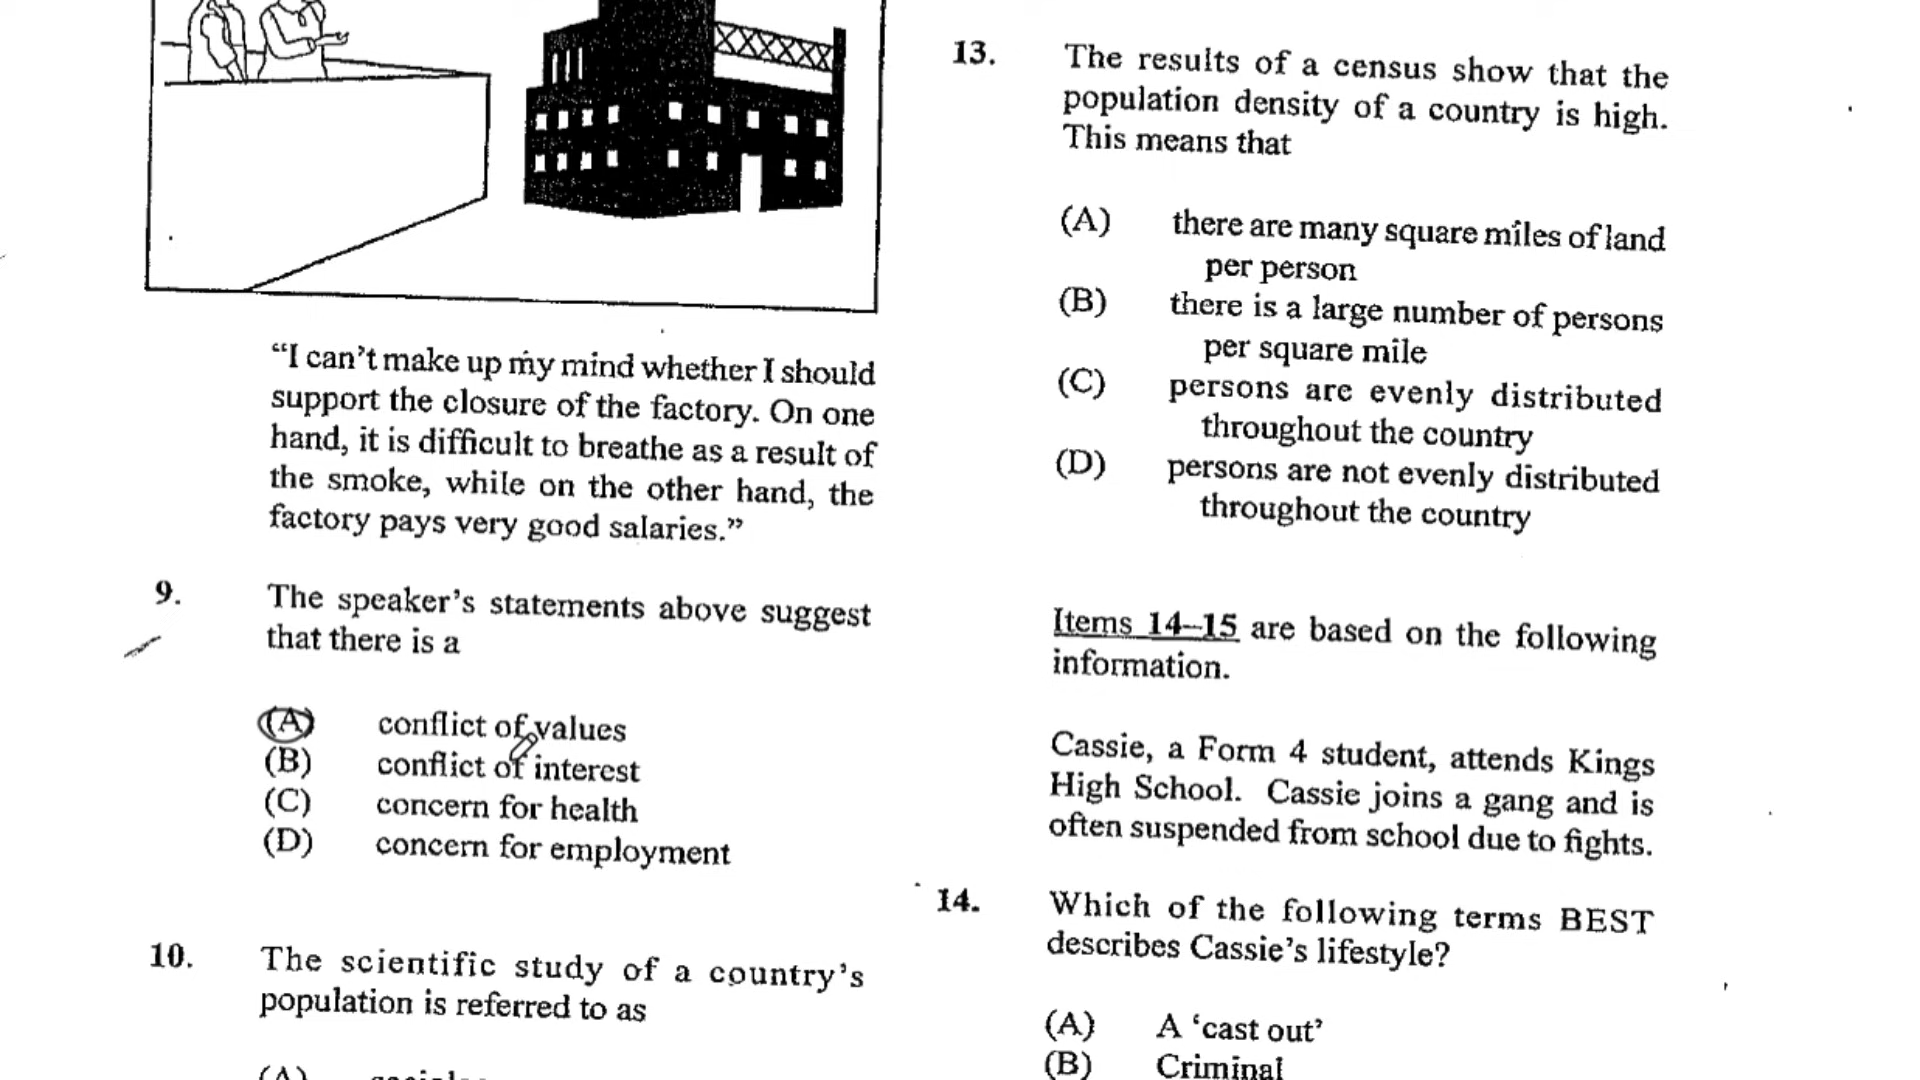 "I can't make up my mind whether I should
support the closure of the factory. On one
hand, it is difficult to breathe as a result of
the smoke, while on the other hand, the
factory pays very good salaries."
9. The speaker's statements above suggest
that there is a
(A) conflict of values
(B) conflict of interest
(C) concern for health
(D) concern for employment
10. The scientific study of a country's
population is referred to as
(A)
13. The results of a census show that the
population density of a country is high.
This means that
(A) there are many square miles of land
per person
(B) there is a large number of persons
per square mile
(C) persons are evenly distributed
throughout the country
(D) persons are not evenly distributed
throughout the country
Items 14–15 are based on the following
information.
Cassie, a Form 4 student, attends Kings
High School. Cassie joins a gang and is
often suspended from school due to fights.
14. Which of the following terms BEST
describes Cassie's lifestyle?
(A) A 'cast out'
(B) Criminal